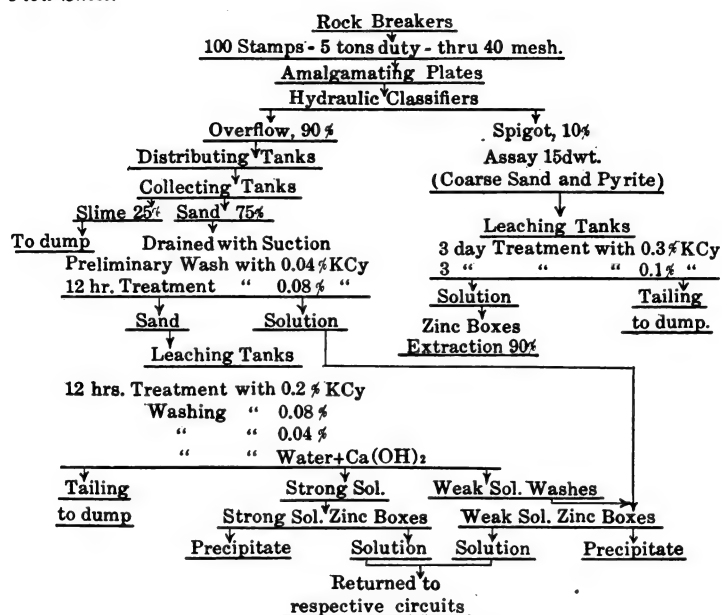 Rock Breakers
100 Stamps - 5 tons duty - thru 40 mesh.
Amalgamating Plates
Hydraulic Classifiers
Overflow, 90%
Spigot, 10%
Distributing Tanks
Assay 15dwt.
Collecting Tanks
(Coarse Sand and Pyrite)
Slime 25% Sand 75%
Leaching Tanks
To dump
Drained with Suction
3 day Treatment with 0.3% KCy
Preliminary Wash with 0.04% KCy
3 " " " 0.1% "
12 hr. Treatment " 0.08% "
Solution
Tailing
Sand
Solution
Zinc Boxes
to dump.
Leaching Tanks
Extraction 90%
12 hrs. Treatment with 0.2% KCy
Washing " 0.08%
" " 0.04%
" " Water+Ca(OH)₂
Tailing
Strong Sol.
Weak Sol. Washes
to dump
Strong Sol. Zinc Boxes
Weak Sol. Zinc Boxes
Precipitate
Solution
Solution
Precipitate
Returned to
respective circuits